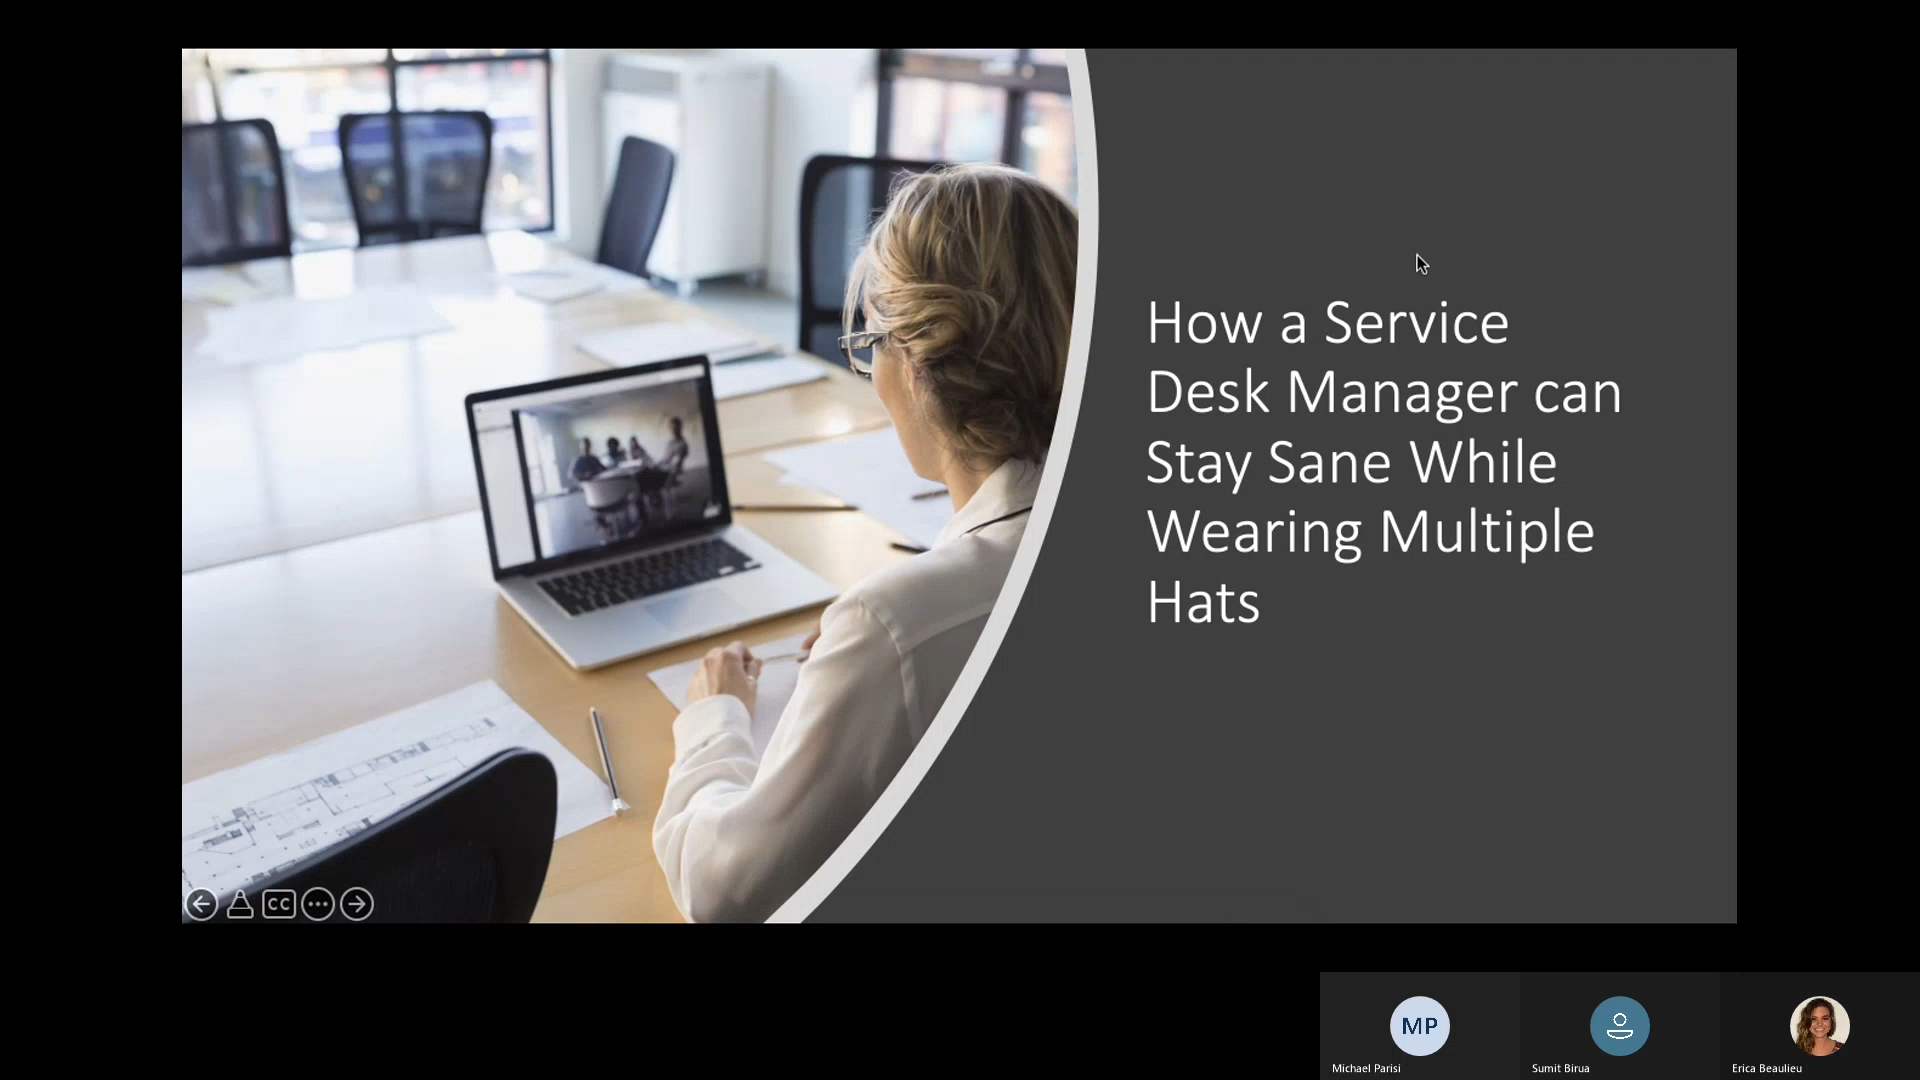 How a Service
Desk Manager can
Stay Sane While
Wearing Multiple
Hats
CC
MP
Michael Parisi
Sumit Birua
Erica Beaulieu